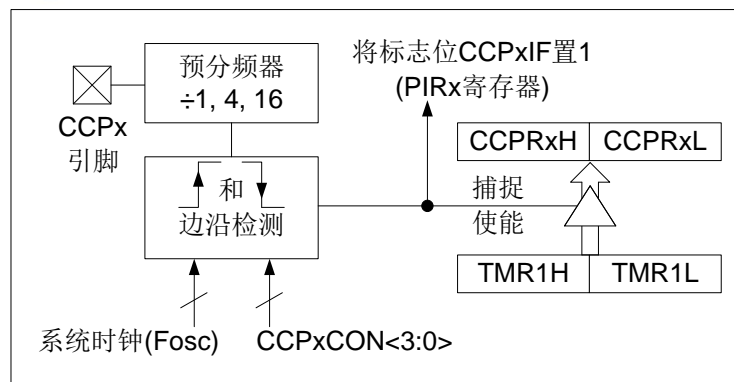 预分频器
÷1, 4, 16
CCPx
引脚
和
边沿检测
系统时钟(Fosc)
CCPxCON<3:0>
将标志位CCPxIF置1
(PIRx寄存器)
捕捉
使能
CCPRxH
CCPRxL
TMR1H
TMR1L